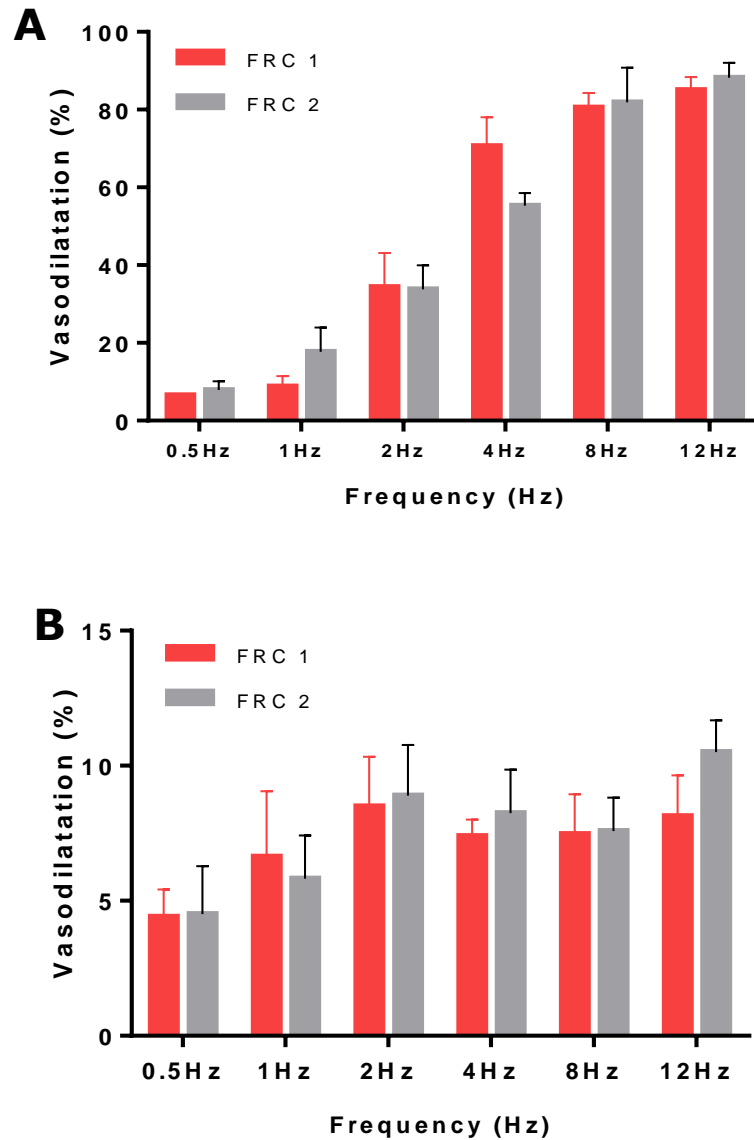 A
Vasodilatation (%)
100
80
60
40
20
0
FRC 1
FRC 2
0.5Hz 1Hz 2Hz 4Hz 8Hz 12Hz
Frequency (Hz)
B
Vasodilatation (%)
15
10
5
0
FRC 1
FRC 2
0.5Hz 1Hz 2Hz 4Hz 8Hz 12Hz
Frequency (Hz)